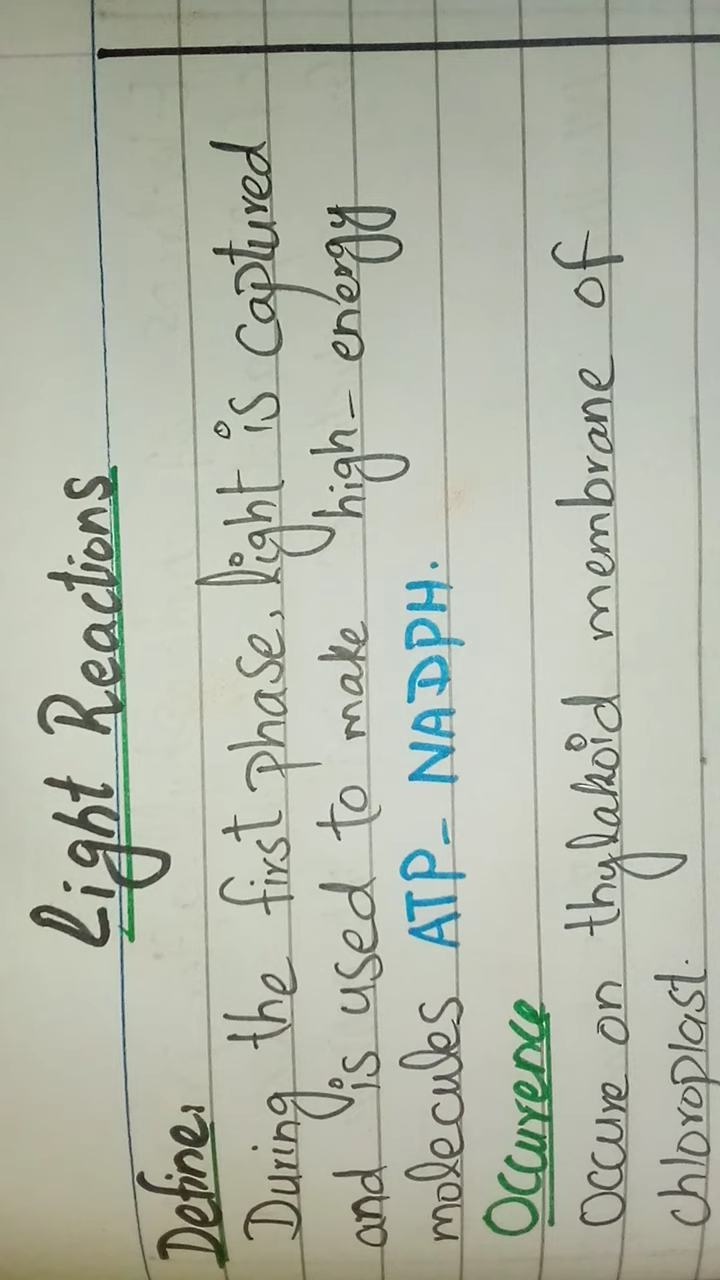 Light Reactions
Define:
During the first phase, light is captured
and is used to make high-energy
molecules ATP- NADPH.
Occurence
Occure on thylakoid membrane of
chloroplast.